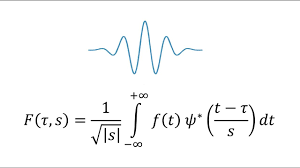 F(τ,s) = 1/√|s| ∫_{−∞}^{+∞} f(t) ψ*((t − τ)/s) dt